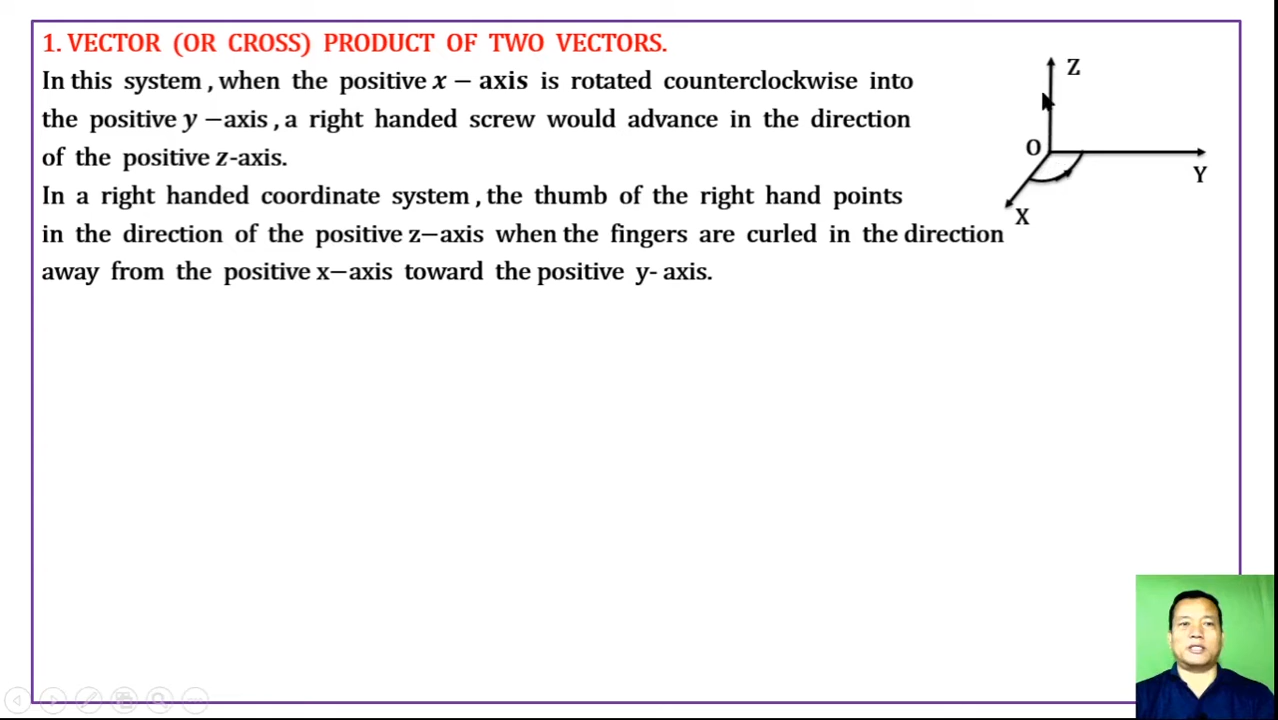 1. VECTOR (OR CROSS) PRODUCT OF TWO VECTORS.
In this system , when the positive x − axis is rotated counterclockwise into
the positive y −axis , a right handed screw would advance in the direction
of the positive z-axis.
In a right handed coordinate system , the thumb of the right hand points
in the direction of the positive z−axis when the fingers are curled in the direction
away from the positive x−axis toward the positive y- axis.
Z
O
Y
X